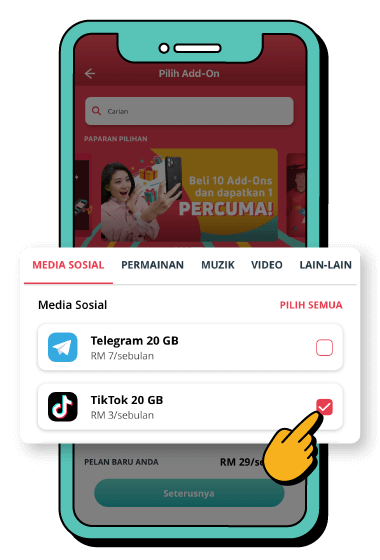 Pilih Add-On
Carian
PAPARAN PILIHAN
Beli 10 Add-Ons
dan dapatkan 1
PERCUMA!
MEDIA SOSIAL PERMAINAN MUZIK VIDEO LAIN-LAIN
Media Sosial PILIH SEMUA
Telegram 20 GB
RM 7/sebulan
TikTok 20 GB
RM 3/sebulan
PELAN BARU ANDA RM 29/se
Seterusnya